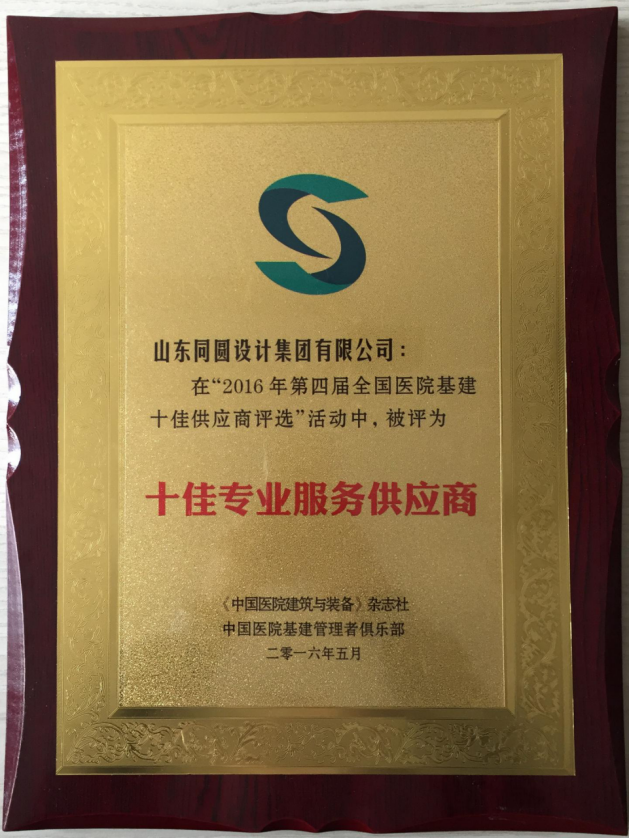 山东同圆设计集团有限公司：
在“2016年第四届全国医院基建
十佳供应商评选”活动中，被评为
十佳专业服务供应商
《中国医院建筑与装备》杂志社
中国医院基建管理者俱乐部
二零一六年五月